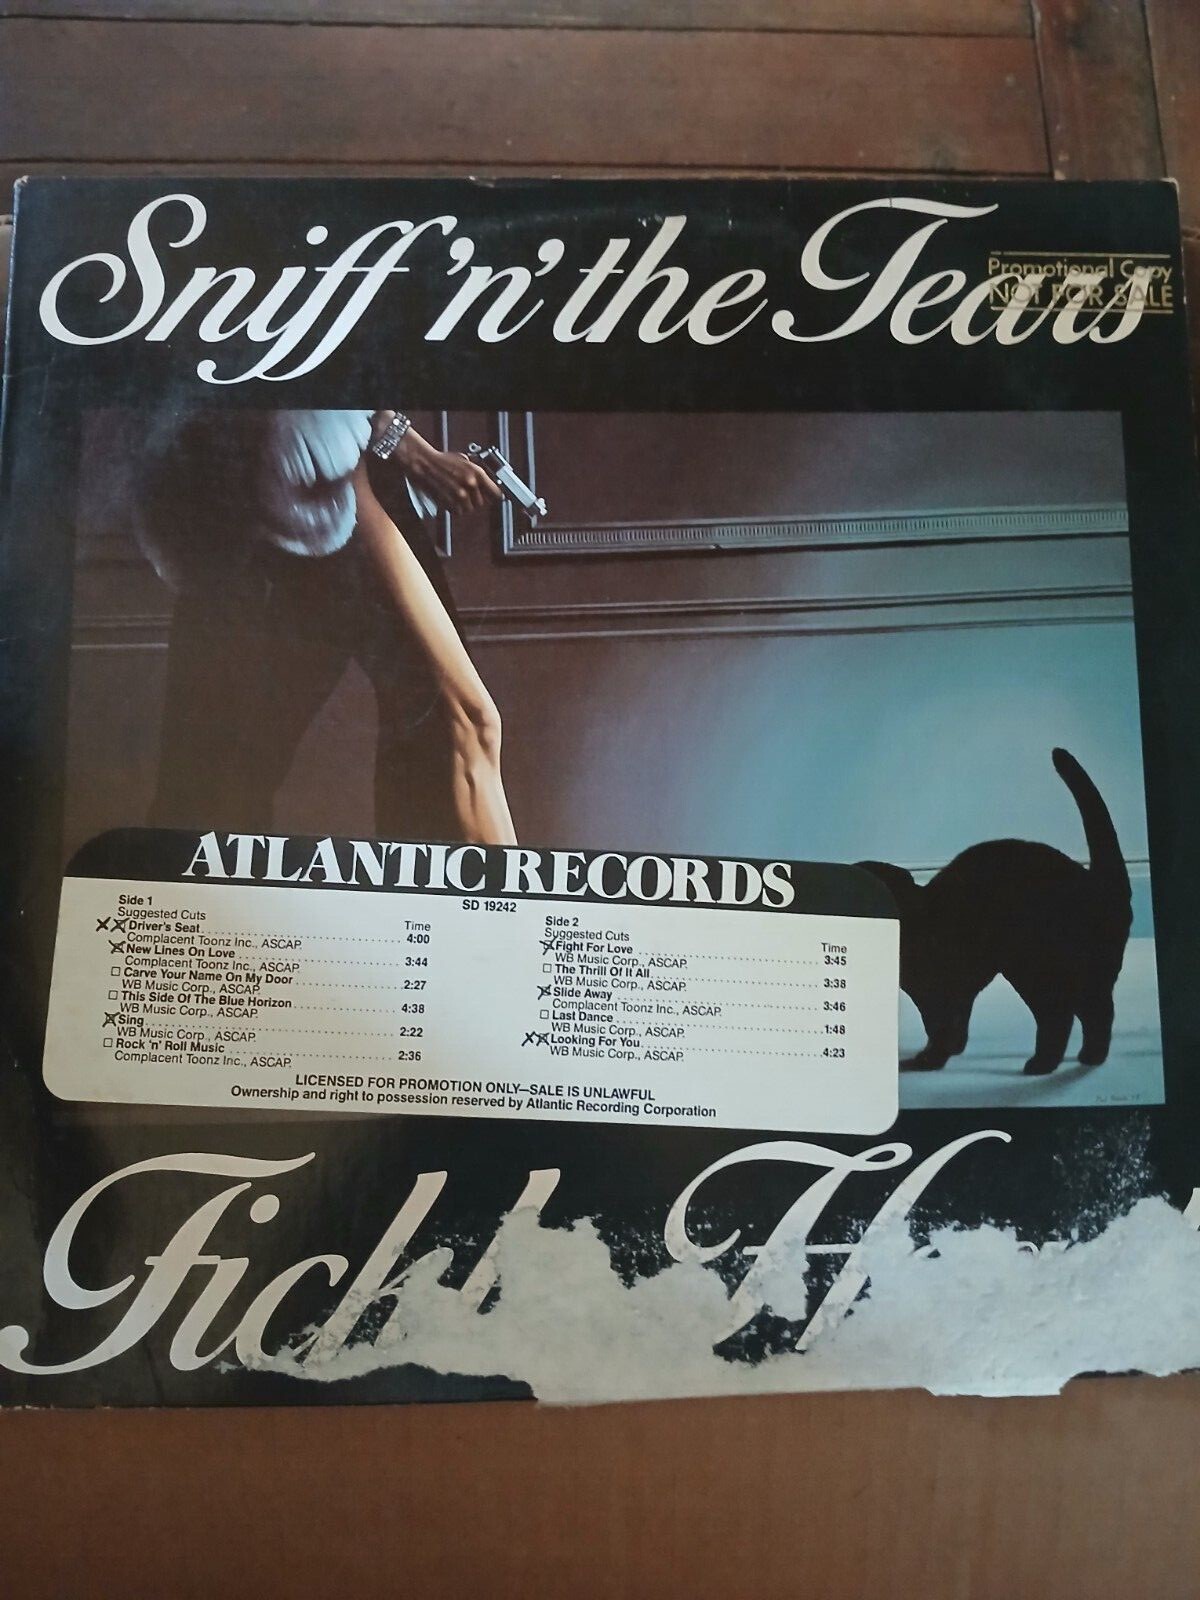 Sniff 'n' the Tears
Promotional Copy
NOT FOR SALE
ATLANTIC RECORDS
SD 19242
Side 1
Suggested Cuts
Time
Driver's Seat 4:00
Complacent Toonz Inc., ASCAP.
New Lines On Love 3:44
Complacent Toonz Inc., ASCAP.
Carve Your Name On My Door 2:27
WB Music Corp., ASCAP.
This Side Of The Blue Horizon 4:38
WB Music Corp., ASCAP.
Sing 2:22
WB Music Corp., ASCAP.
Rock 'n' Roll Music 2:36
Complacent Toonz Inc., ASCAP.
Side 2
Suggested Cuts
Time
Fight For Love 3:45
WB Music Corp., ASCAP.
The Thrill Of It All 3:38
WB Music Corp., ASCAP.
Slide Away 3:46
Complacent Toonz Inc., ASCAP.
Last Dance 1:48
WB Music Corp., ASCAP.
Looking For You 4:23
WB Music Corp., ASCAP.
LICENSED FOR PROMOTION ONLY—SALE IS UNLAWFUL
Ownership and right to possession reserved by Atlantic Recording Corporation